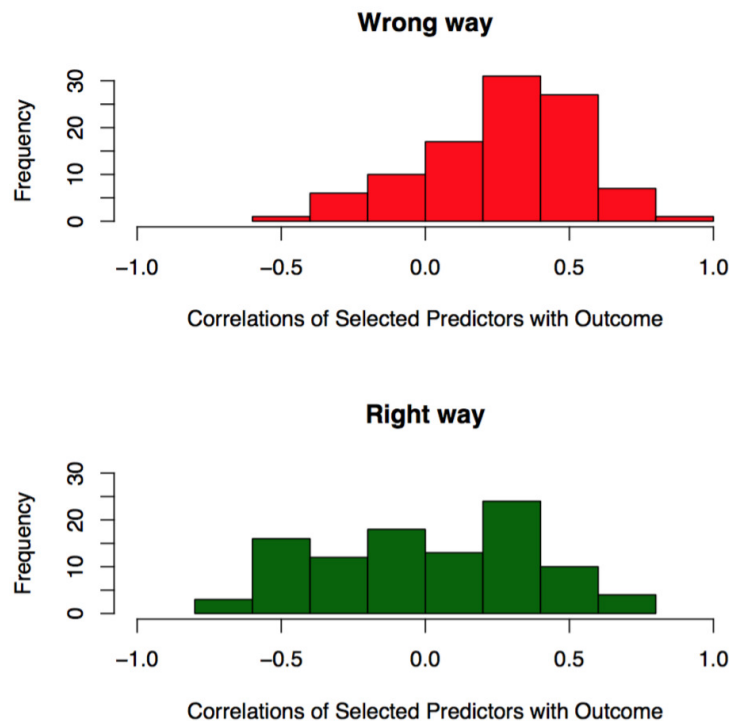 Wrong way
Frequency
30
20
10
0
−1.0 −0.5 0.0 0.5 1.0
Correlations of Selected Predictors with Outcome
Right way
Frequency
30
20
10
0
−1.0 −0.5 0.0 0.5 1.0
Correlations of Selected Predictors with Outcome